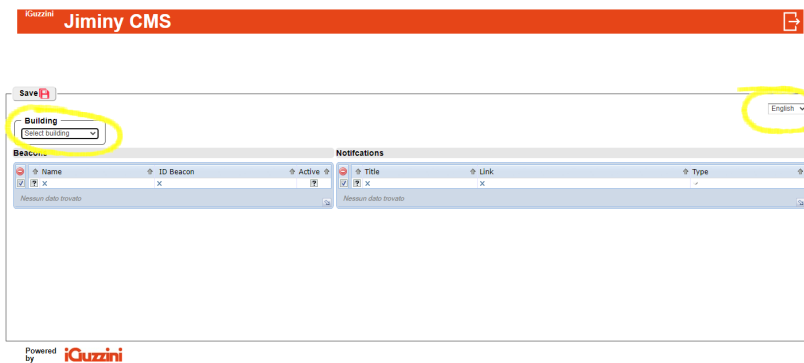 iGuzzini
Jiminy CMS
Save
English
Building
Select building
Beacons
Notifcations
Name ID Beacon Active
Title Link Type
? X X ?
? X X
Nessun dato trovato
Nessun dato trovato
Powered
by
iGuzzini